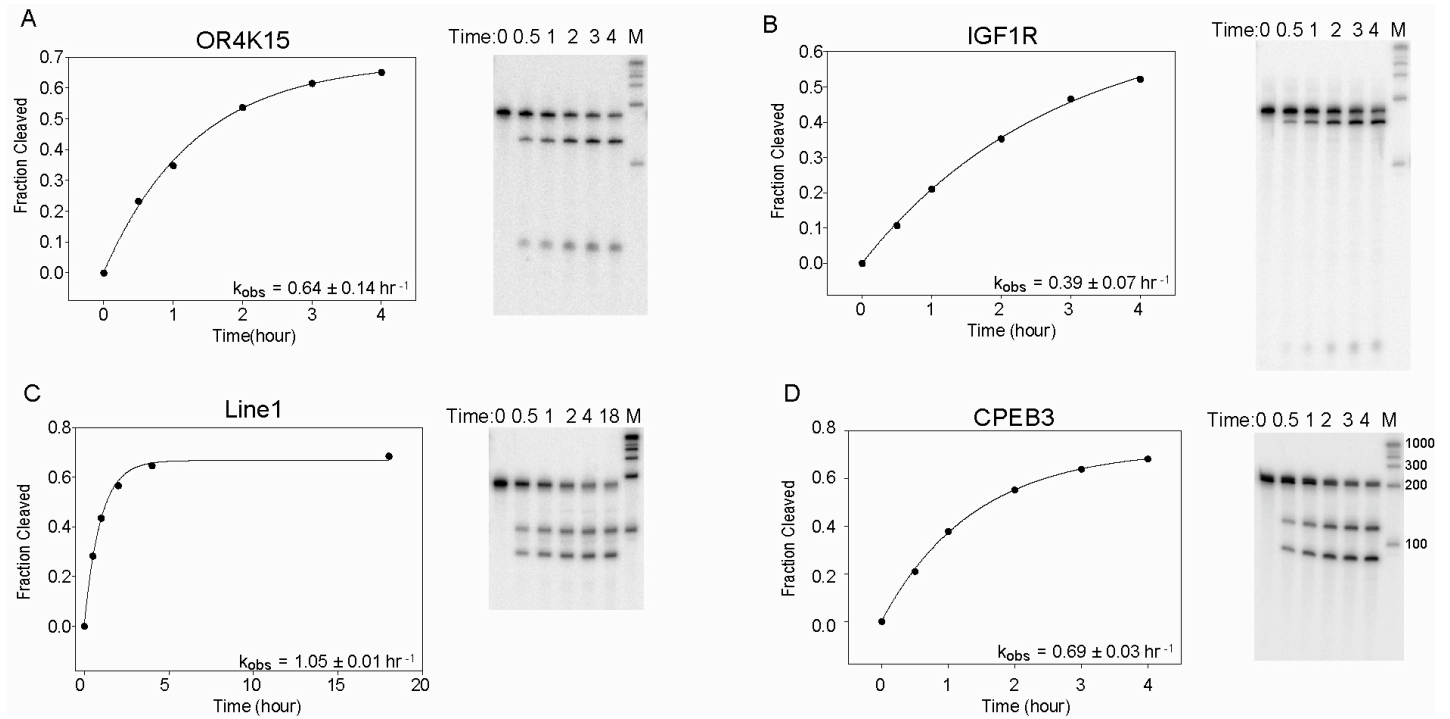 A
OR4K15
Time:0 0.5 1 2 3 4 M
Fraction Cleaved
0.7
0.6
0.5
0.4
0.3
0.2
0.1
0.0
kobs = 0.64 ± 0.14 hr -1
0 1 2 3 4
Time(hour)
B
IGF1R
Time:0 0.5 1 2 3 4 M
Fraction Cleaved
0.6
0.5
0.4
0.3
0.2
0.1
0.0
kobs = 0.39 ± 0.07 hr -1
0 1 2 3 4
Time (hour)
C
Line1
Time:0 0.5 1 2 4 18 M
Fraction Cleaved
0.8
0.6
0.4
0.2
0.0
kobs = 1.05 ± 0.01 hr -1
0 5 10 15 20
Time (hour)
D
CPEB3
Time:0 0.5 1 2 3 4 M
1000
300
200
100
Fraction Cleaved
0.8
0.6
0.4
0.2
0.0
kobs = 0.69 ± 0.03 hr -1
0 1 2 3 4
Time (hour)